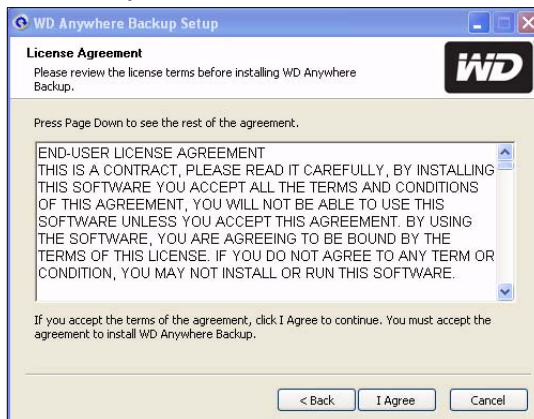 WD Anywhere Backup Setup
License Agreement
Please review the license terms before installing WD Anywhere
Backup.
WD
Press Page Down to see the rest of the agreement.
END-USER LICENSE AGREEMENT
THIS IS A CONTRACT, PLEASE READ IT CAREFULLY, BY INSTALLING
THIS SOFTWARE YOU ACCEPT ALL THE TERMS AND CONDITIONS
OF THIS AGREEMENT, YOU WILL NOT BE ABLE TO USE THIS
SOFTWARE UNLESS YOU ACCEPT THIS AGREEMENT. BY USING
THE SOFTWARE, YOU ARE AGREEING TO BE BOUND BY THE
TERMS OF THIS LICENSE. IF YOU DO NOT AGREE TO ANY TERM OR
CONDITION, YOU MAY NOT INSTALL OR RUN THIS SOFTWARE.
If you accept the terms of the agreement, click I Agree to continue. You must accept the
agreement to install WD Anywhere Backup.
< Back I Agree Cancel